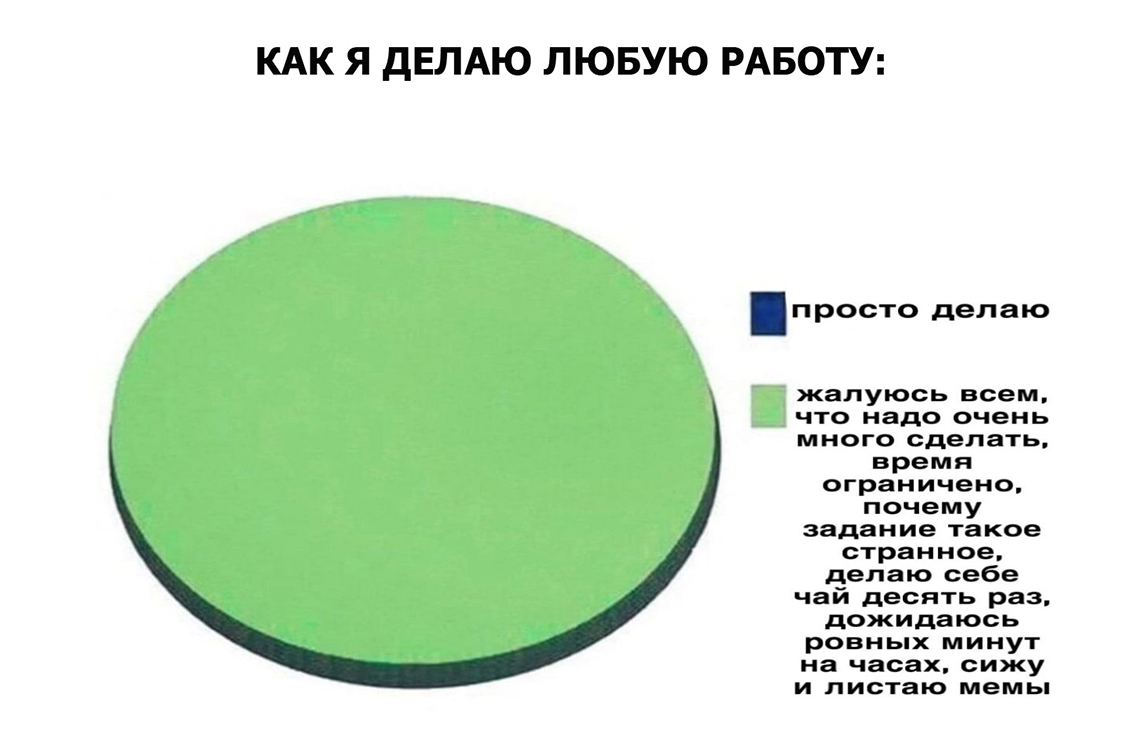 КАК Я ДЕЛАЮ ЛЮБУЮ РАБОТУ:
просто делаю
жалуюсь всем,
что надо очень
много сделать,
время
ограничено,
почему
задание такое
странное,
делаю себе
чай десять раз,
дожидаюсь
ровных минут
на часах, сижу
и листаю мемы